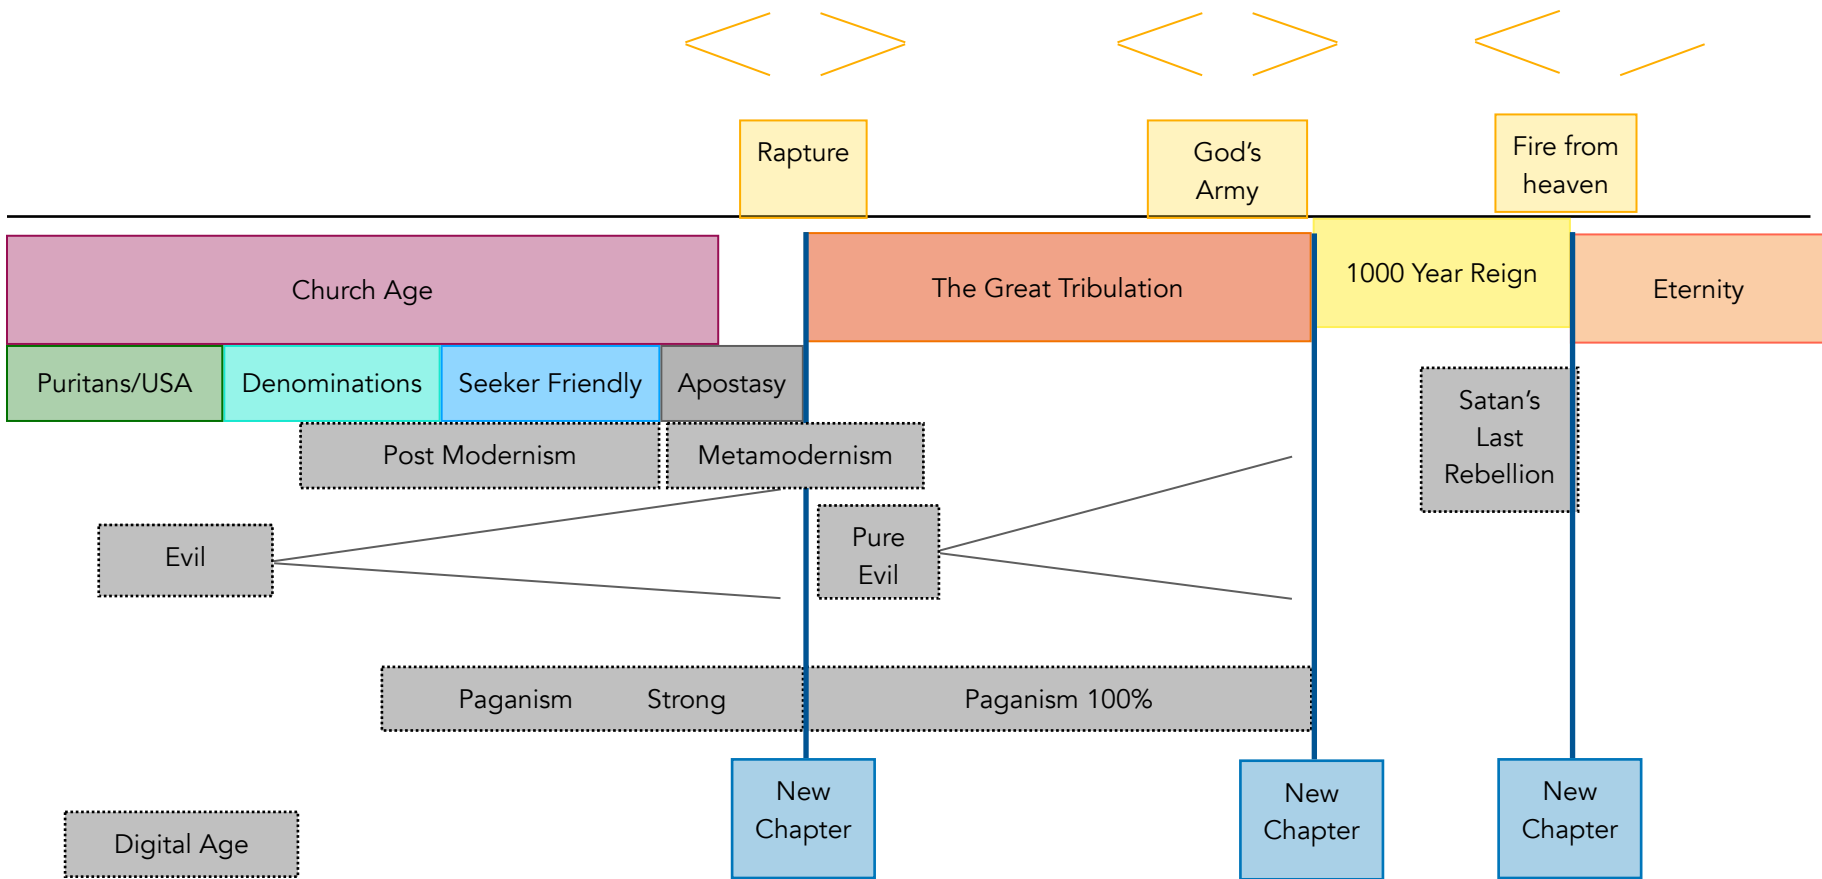 Rapture
God's
Army
Fire from
heaven
Church Age
The Great Tribulation
1000 Year Reign
Eternity
Puritans/USA
Denominations
Seeker Friendly
Apostasy
Post Modernism
Metamodernism
Satan's
Last
Rebellion
Evil
Pure
Evil
Paganism Strong
Paganism 100%
New
Chapter
New
Chapter
New
Chapter
Digital Age